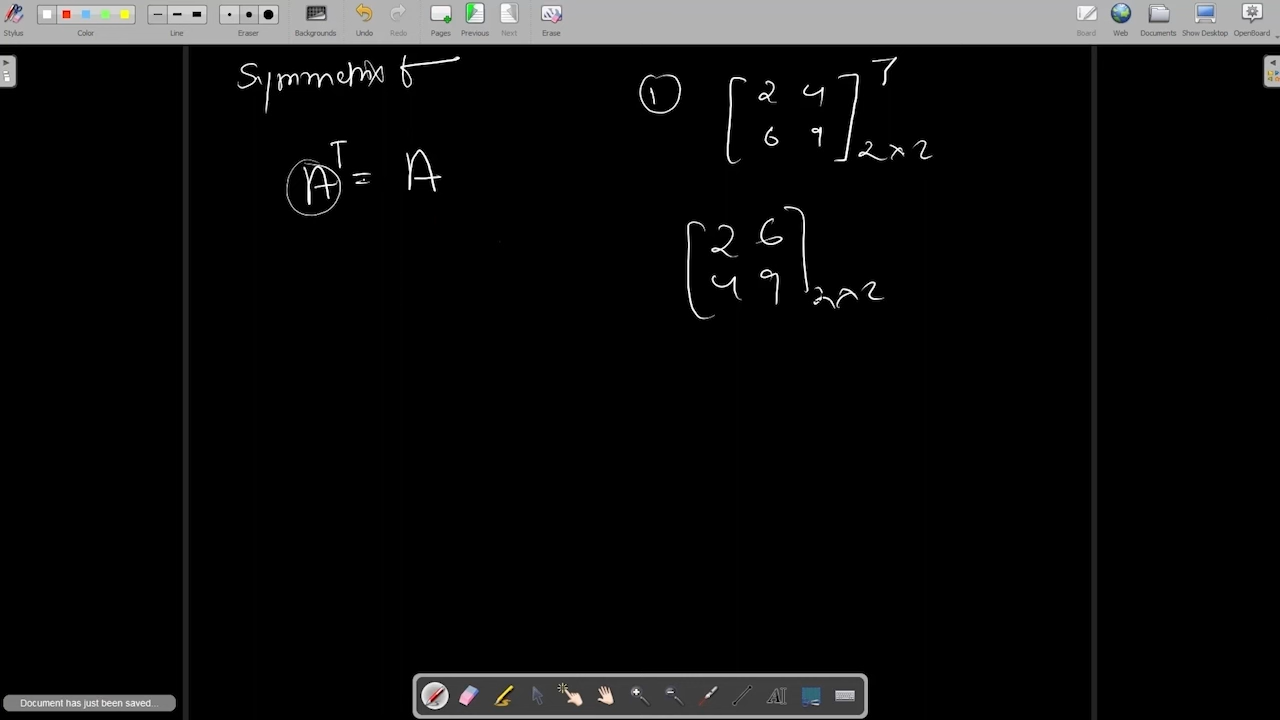 Stylus
Color
Line
Eraser
Backgrounds
Undo
Redo
Pages
Previous
Next
Erase
Board
Web
Documents
Show Desktop
OpenBoard
Aᵀ = A
① [2 4
6 9]ᵀ 2×2
[2 6
4 9] 2×2
Document has just been saved...